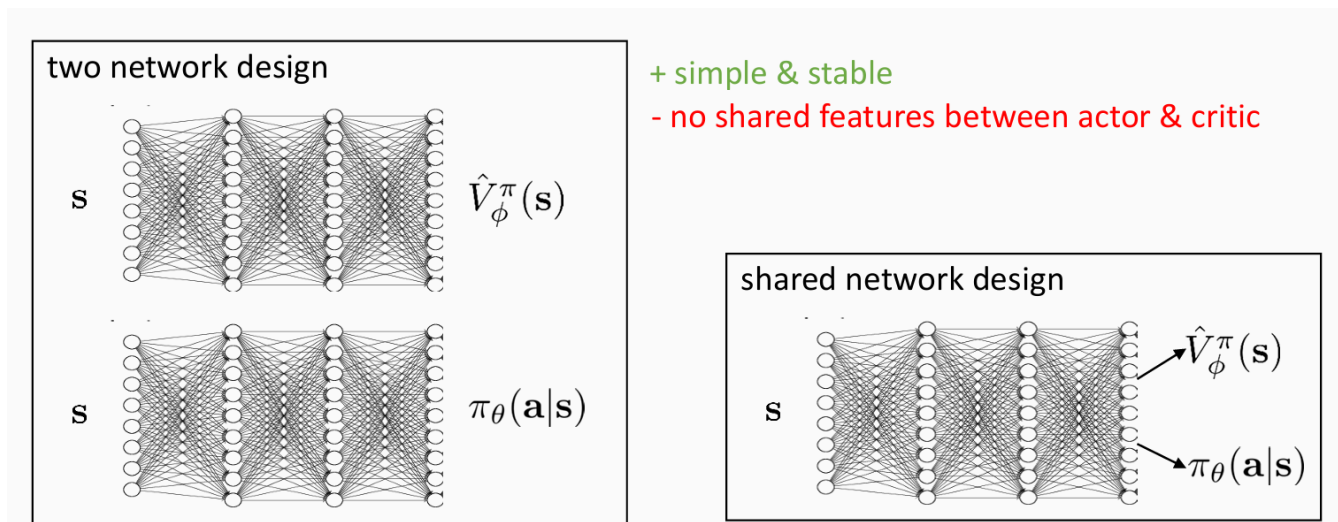 two network design
s
V̂^π_ϕ(s)
s
π_θ(a|s)
+ simple & stable
- no shared features between actor & critic
shared network design
s
V̂^π_ϕ(s)
π_θ(a|s)